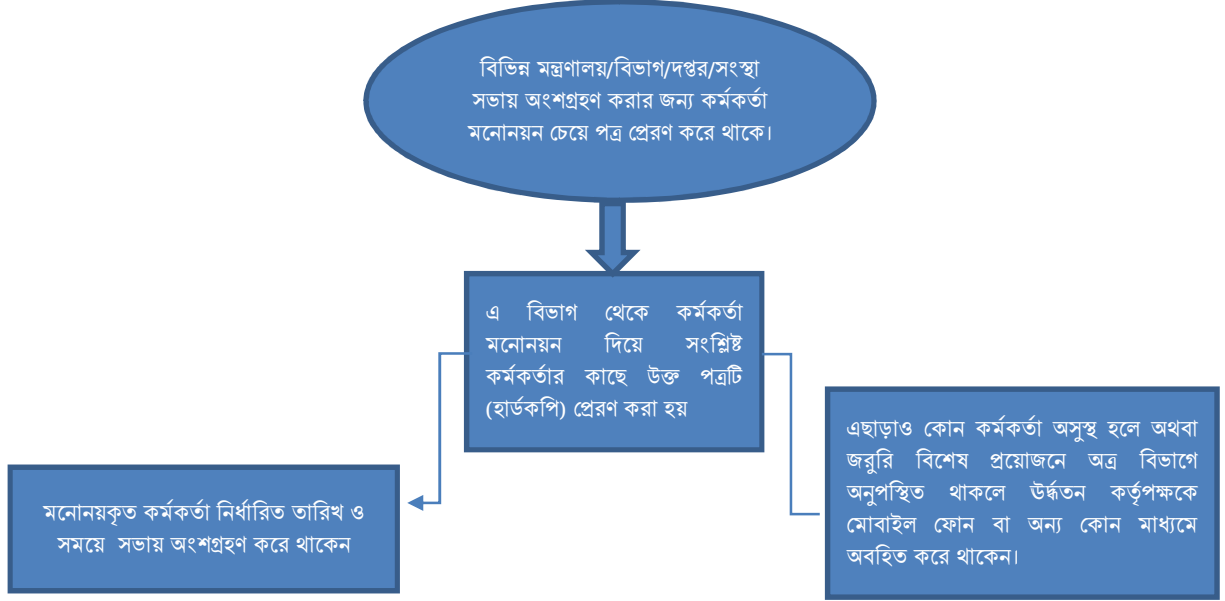 বিভিন্ন মন্ত্রণালয়/বিভাগ/দপ্তর/সংস্থা
সভায় অংশগ্রহণ করার জন্য কর্মকর্তা
মনোনয়ন চেয়ে পত্র প্রেরণ করে থাকে।
এ বিভাগ থেকে কর্মকর্তা
মনোনয়ন দিয়ে সংশ্লিষ্ট
কর্মকর্তার কাছে উক্ত পত্রটি
(হার্ডকপি) প্রেরণ করা হয়
মনোনয়কৃত কর্মকর্তা নির্ধারিত তারিখ ও
সময়ে সভায় অংশগ্রহণ করে থাকেন
এছাড়াও কোন কর্মকর্তা অসুস্থ হলে অথবা
জরুরি বিশেষ প্রয়োজনে অত্র বিভাগে
অনুপস্থিত থাকলে ঊর্দ্ধতন কর্তৃপক্ষকে
মোবাইল ফোন বা অন্য কোন মাধ্যমে
অবহিত করে থাকেন।